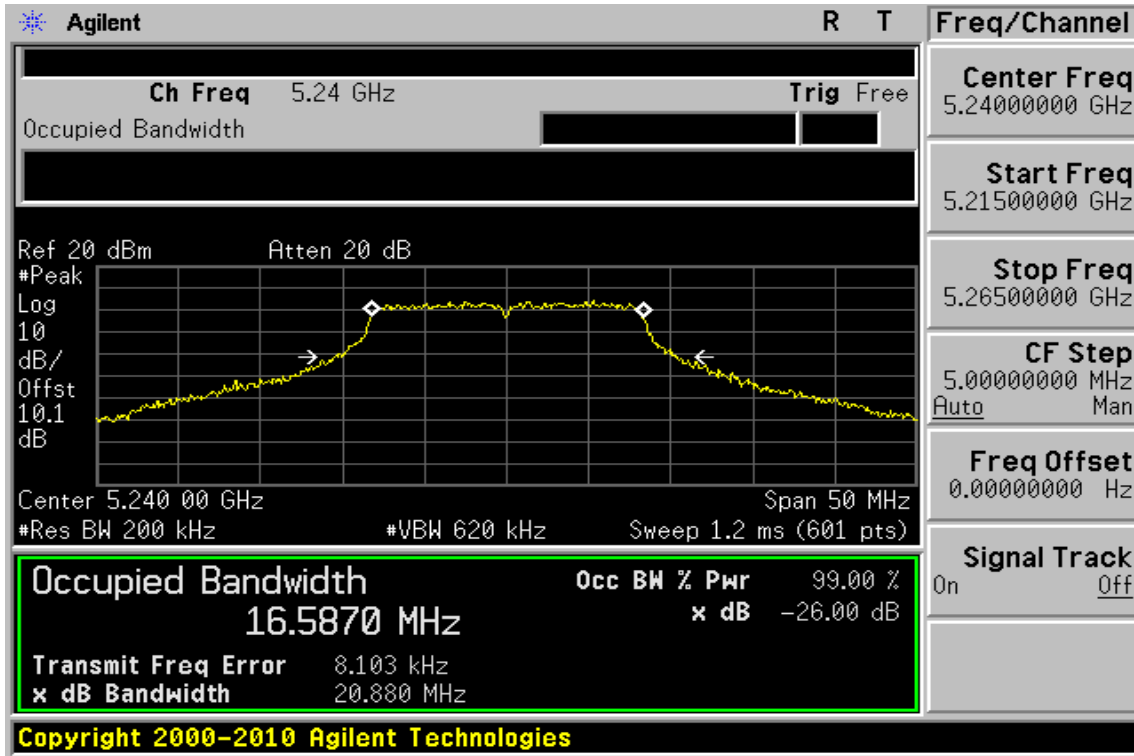 Agilent R T
Ch Freq 5.24 GHz Trig Free
Occupied Bandwidth
Ref 20 dBm Atten 20 dB
#Peak
Log
10
dB/
Offst
10.1
dB
Center 5.240 00 GHz Span 50 MHz
#Res BW 200 kHz #VBW 620 kHz Sweep 1.2 ms (601 pts)
Occupied Bandwidth Occ BW % Pwr 99.00 %
16.5870 MHz x dB -26.00 dB
Transmit Freq Error 8.103 kHz
x dB Bandwidth 20.880 MHz
Copyright 2000-2010 Agilent Technologies
Freq/Channel
Center Freq
5.24000000 GHz
Start Freq
5.21500000 GHz
Stop Freq
5.26500000 GHz
CF Step
5.00000000 MHz
Auto Man
Freq Offset
0.00000000 Hz
Signal Track
On Off